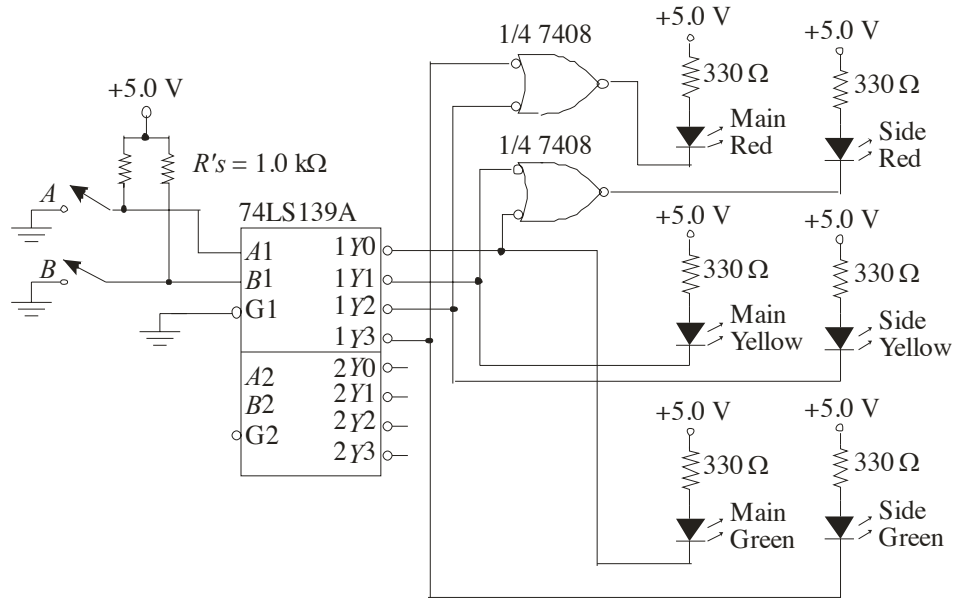 +5.0 V
R's = 1.0 kΩ
A
B
74LS139A
A1
B1
G1
1Y0
1Y1
1Y2
1Y3
A2
B2
G2
2Y0
2Y1
2Y2
2Y3
1/4 7408
1/4 7408
+5.0 V
330 Ω
Main
Red
+5.0 V
330 Ω
Side
Red
+5.0 V
330 Ω
Main
Yellow
+5.0 V
330 Ω
Side
Yellow
+5.0 V
330 Ω
Main
Green
+5.0 V
330 Ω
Side
Green